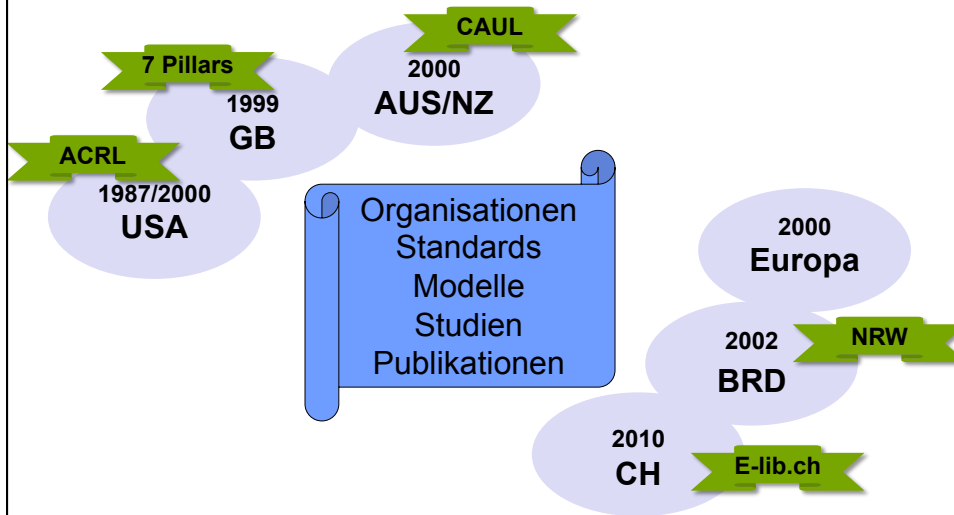 CAUL
2000
AUS/NZ
7 Pillars
1999
GB
ACRL
1987/2000
USA
Organisationen
Standards
Modelle
Studien
Publikationen
2000
Europa
2002
BRD
NRW
2010
CH
E-lib.ch